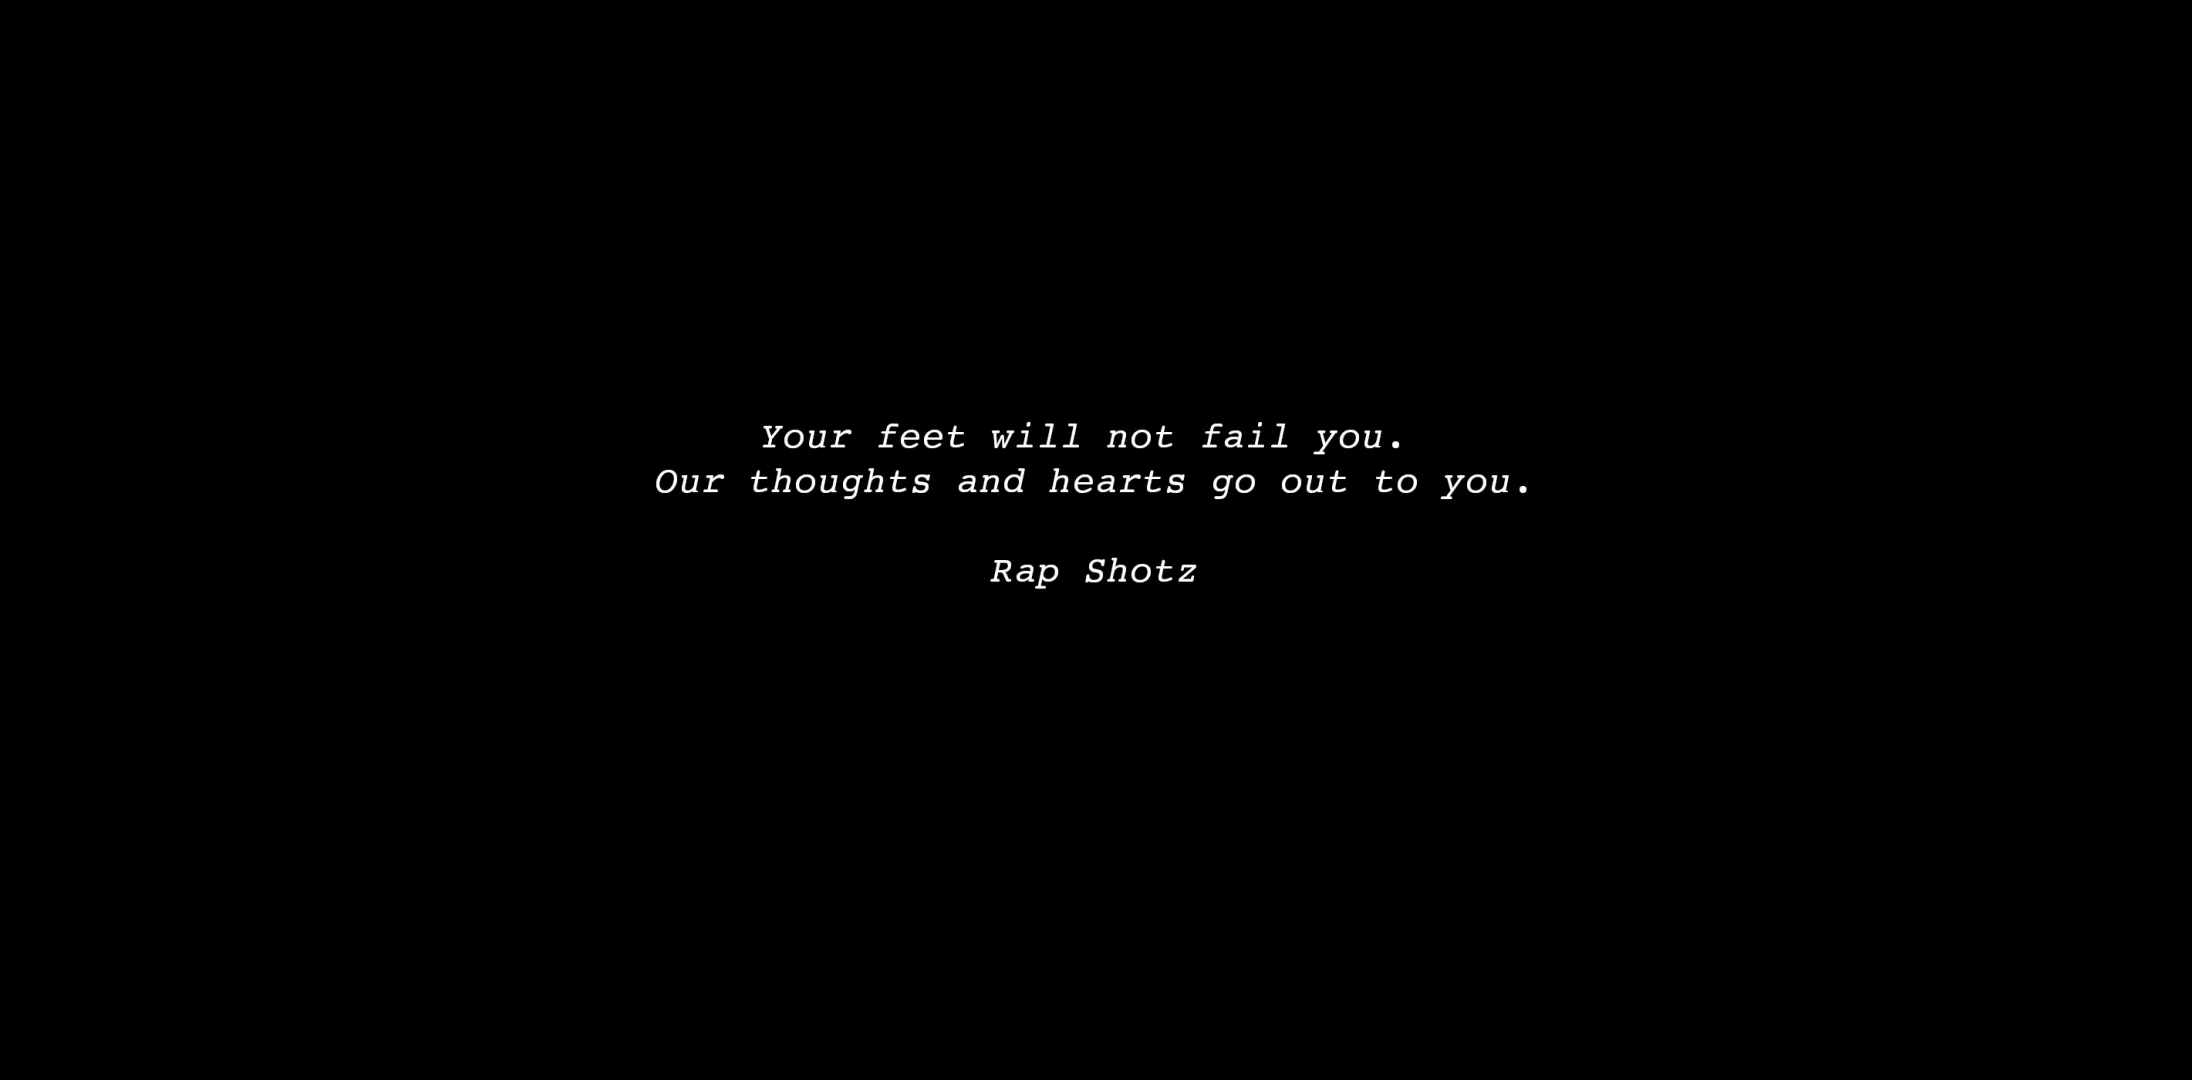 Your feet will not fail you.
Our thoughts and hearts go out to you.
Rap Shotz